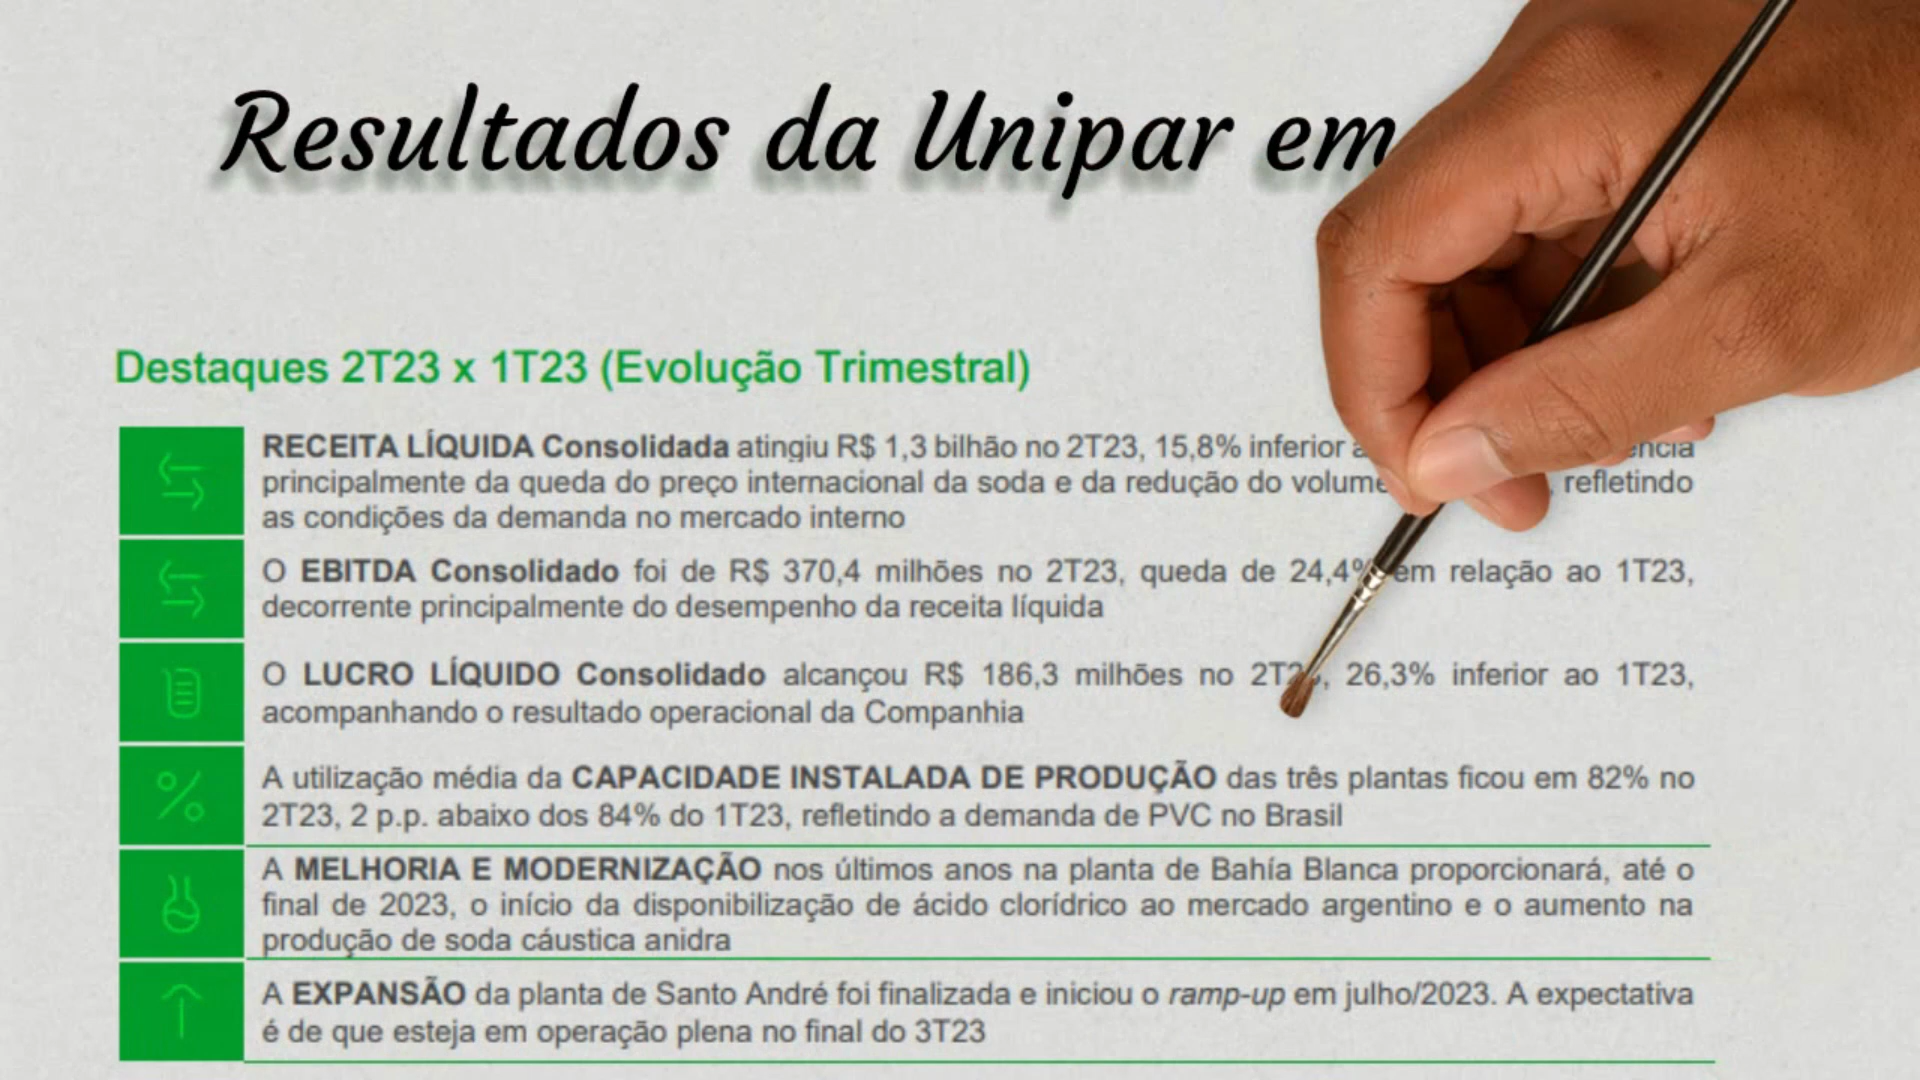 Resultados da Unipar em
Destaques 2T23 x 1T23 (Evolução Trimestral)
RECEITA LÍQUIDA Consolidada atingiu R$ 1,3 bilhão no 2T23, 15,8% inferior
principalmente da queda do preço internacional da soda e da redução do volume refletindo
as condições da demanda no mercado interno
O EBITDA Consolidado foi de R$ 370,4 milhões no 2T23, queda de 24,4% em relação ao 1T23,
decorrente principalmente do desempenho da receita líquida
O LUCRO LÍQUIDO Consolidado alcançou R$ 186,3 milhões no 2T23, 26,3% inferior ao 1T23,
acompanhando o resultado operacional da Companhia
A utilização média da CAPACIDADE INSTALADA DE PRODUÇÃO das três plantas ficou em 82% no
2T23, 2 p.p. abaixo dos 84% do 1T23, refletindo a demanda de PVC no Brasil
A MELHORIA E MODERNIZAÇÃO nos últimos anos na planta de Bahía Blanca proporcionará, até o
final de 2023, o início da disponibilização de ácido clorídrico ao mercado argentino e o aumento na
produção de soda cáustica anidra
A EXPANSÃO da planta de Santo André foi finalizada e iniciou o ramp-up em julho/2023. A expectativa
é de que esteja em operação plena no final do 3T23